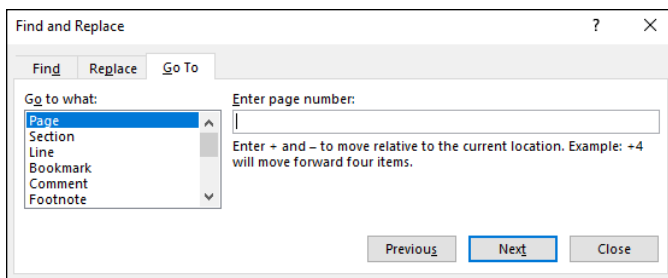 Find and Replace ?
Find Replace Go To
Go to what:
Enter page number:
Page
Section
Line
Bookmark
Comment
Footnote
Enter + and – to move relative to the current location. Example: +4
will move forward four items.
Previous Next Close